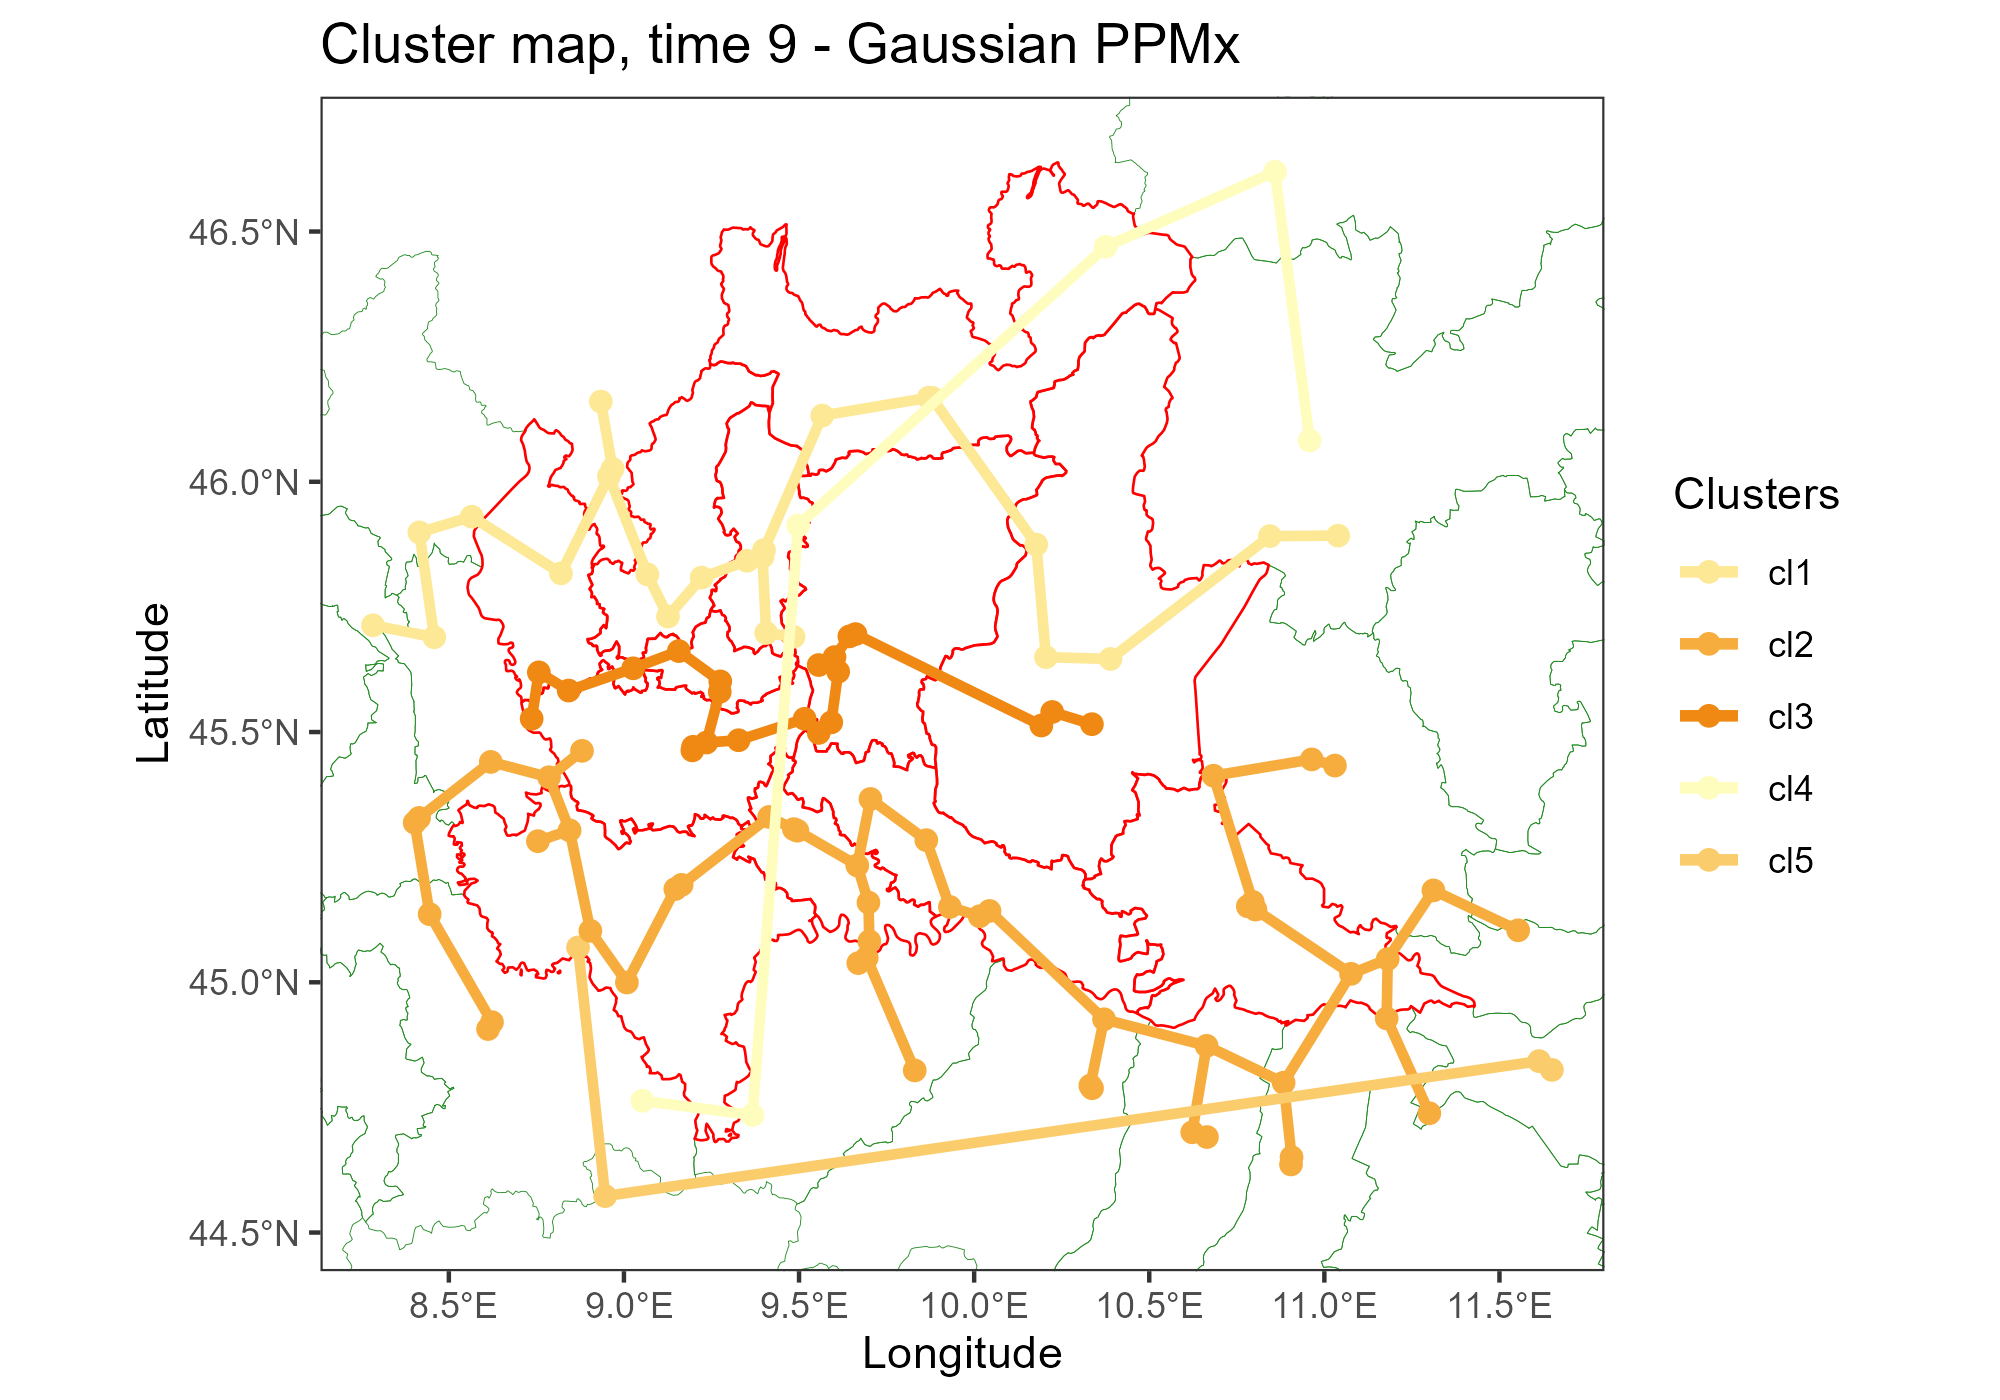 Cluster map, time 9 - Gaussian PPMx
46.5°N
46.0°N
45.5°N
45.0°N
44.5°N
Latitude
8.5°E
9.0°E
9.5°E
10.0°E
10.5°E
11.0°E
11.5°E
Longitude
Clusters
cl1
cl2
cl3
cl4
cl5